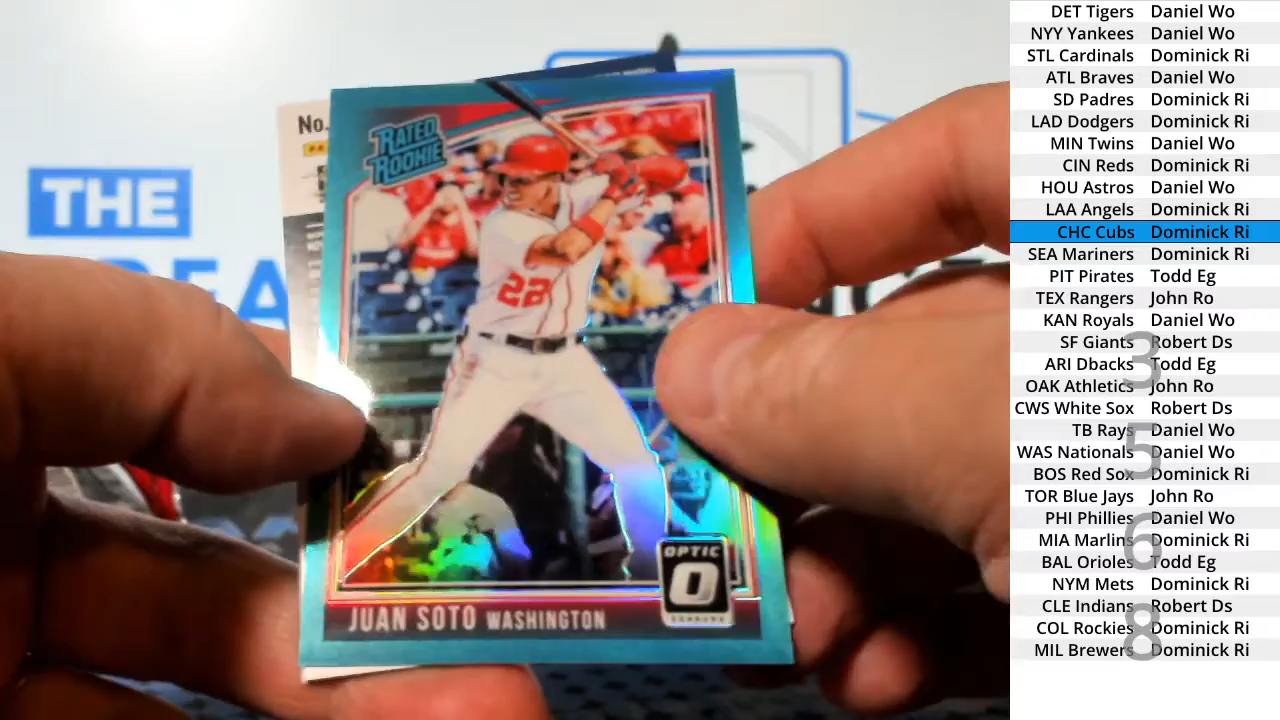 THE
No.
RATED
ROOKIE
22
OPTIC
O
JUAN SOTO WASHINGTON
DET Tigers Daniel Wo
NYY Yankees Daniel Wo
STL Cardinals Dominick Ri
ATL Braves Daniel Wo
SD Padres Dominick Ri
LAD Dodgers Dominick Ri
MIN Twins Daniel Wo
CIN Reds Dominick Ri
HOU Astros Daniel Wo
LAA Angels Dominick Ri
CHC Cubs Dominick Ri
SEA Mariners Dominick Ri
PIT Pirates Todd Eg
TEX Rangers John Ro
KAN Royals Daniel Wo
SF Giants Robert Ds
3
ARI Dbacks Todd Eg
OAK Athletics John Ro
CWS White Sox Robert Ds
TB Rays Daniel Wo
5
WAS Nationals Daniel Wo
BOS Red Sox Dominick Ri
TOR Blue Jays John Ro
PHI Phillies Daniel Wo
6
MIA Marlins Dominick Ri
BAL Orioles Todd Eg
NYM Mets Dominick Ri
CLE Indians Robert Ds
8
COL Rockies Dominick Ri
MIL Brewers Dominick Ri